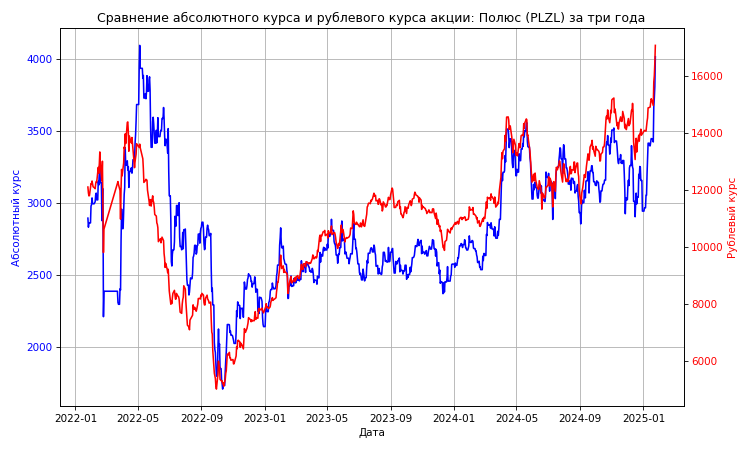 Сравнение абсолютного курса и рублевого курса акции: Полюс (PLZL) за три года
Абсолютный курс
4000
3500
3000
2500
2000
16000
14000
12000
10000
8000
6000
Рублевый курс
2022-01 2022-05 2022-09 2023-01 2023-05 2023-09 2024-01 2024-05 2024-09 2025-01
Дата